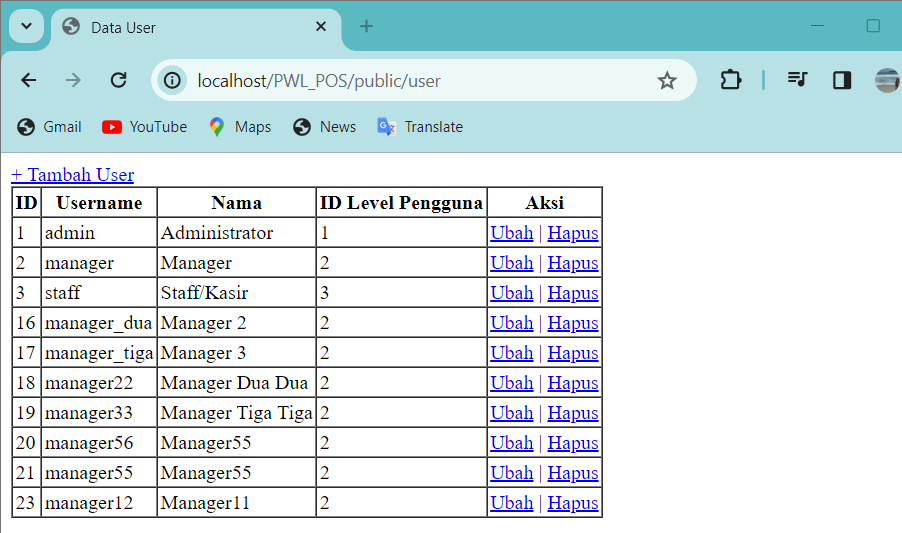 Data User
localhost/PWL_POS/public/user
Gmail YouTube Maps News Translate
+ Tambah User
ID Username Nama ID Level Pengguna Aksi
1 admin Administrator 1 Ubah | Hapus
2 manager Manager 2 Ubah | Hapus
3 staff Staff/Kasir 3 Ubah | Hapus
16 manager_dua Manager 2 2 Ubah | Hapus
17 manager_tiga Manager 3 2 Ubah | Hapus
18 manager22 Manager Dua Dua 2 Ubah | Hapus
19 manager33 Manager Tiga Tiga 2 Ubah | Hapus
20 manager56 Manager55 2 Ubah | Hapus
21 manager55 Manager55 2 Ubah | Hapus
23 manager12 Manager11 2 Ubah | Hapus